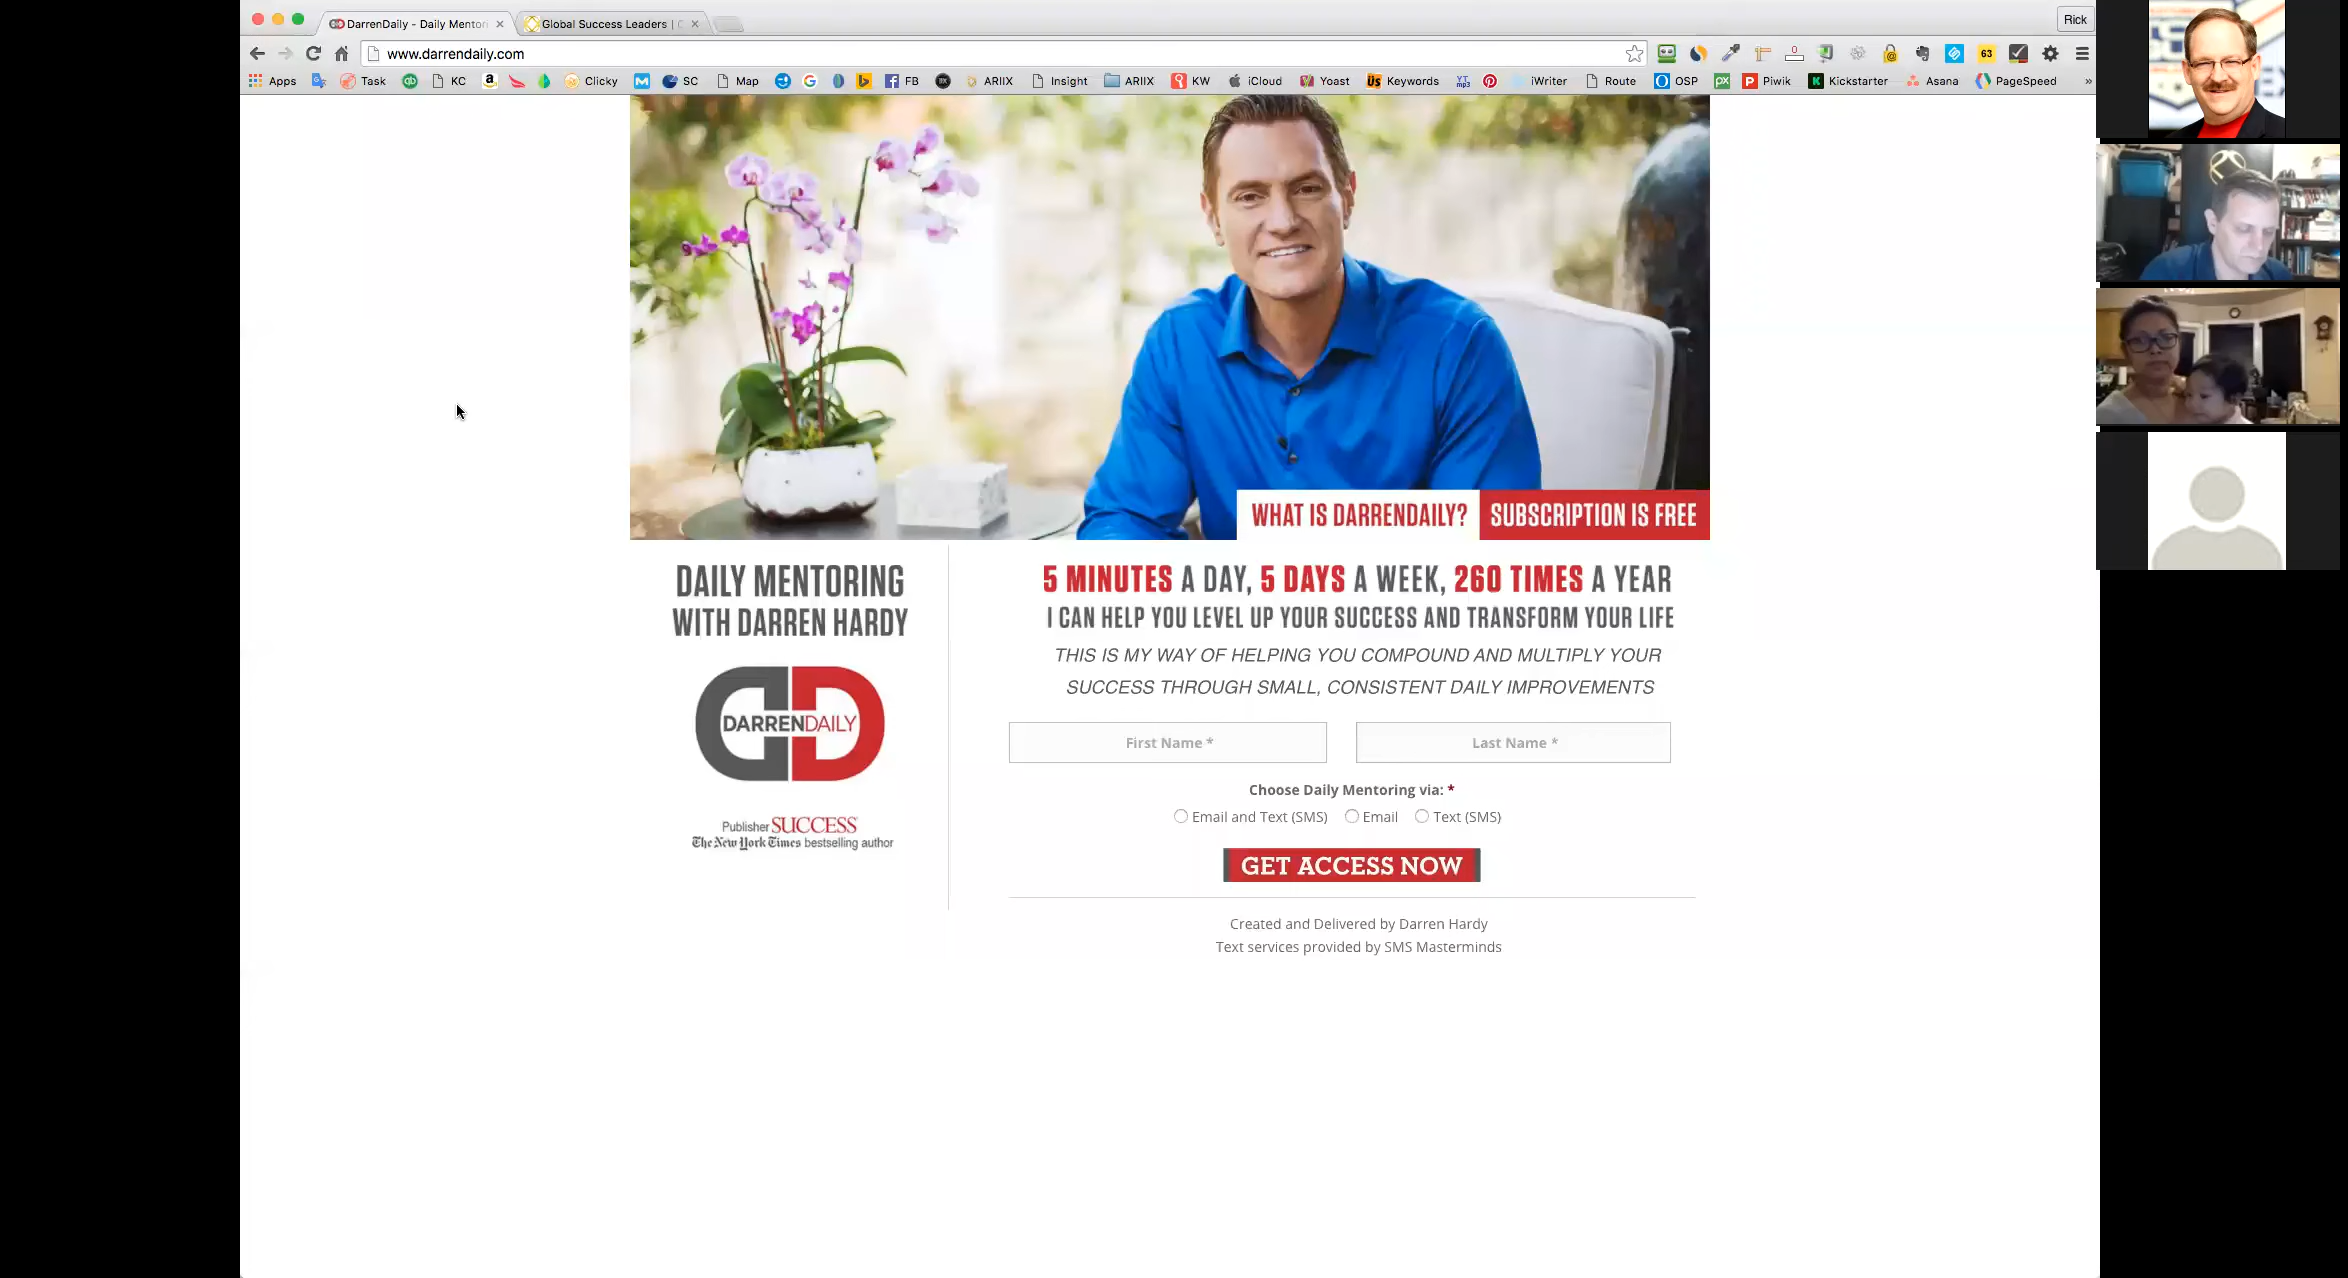 DarrenDaily - Daily Mento
Global Success Leaders |
Rick
www.darrendaily.com
0
63
Apps
Task
KC
Clicky
SC
Map
FB
ARIIX
Insight
ARIIX
KW
iCloud
Yoast
Keywords
iWriter
Route
OSP
Piwik
Kickstarter
Asana
PageSpeed
»
WHAT IS DARRENDAILY?
SUBSCRIPTION IS FREE
DAILY MENTORING
WITH DARREN HARDY
DARRENDAILY
Publisher SUCCESS
The New York Times bestselling author
5 MINUTES A DAY, 5 DAYS A WEEK, 260 TIMES A YEAR
I CAN HELP YOU LEVEL UP YOUR SUCCESS AND TRANSFORM YOUR LIFE
THIS IS MY WAY OF HELPING YOU COMPOUND AND MULTIPLY YOUR
SUCCESS THROUGH SMALL, CONSISTENT DAILY IMPROVEMENTS
First Name *
Last Name *
Choose Daily Mentoring via: *
Email and Text (SMS)
Email
Text (SMS)
GET ACCESS NOW
Created and Delivered by Darren Hardy
Text services provided by SMS Masterminds